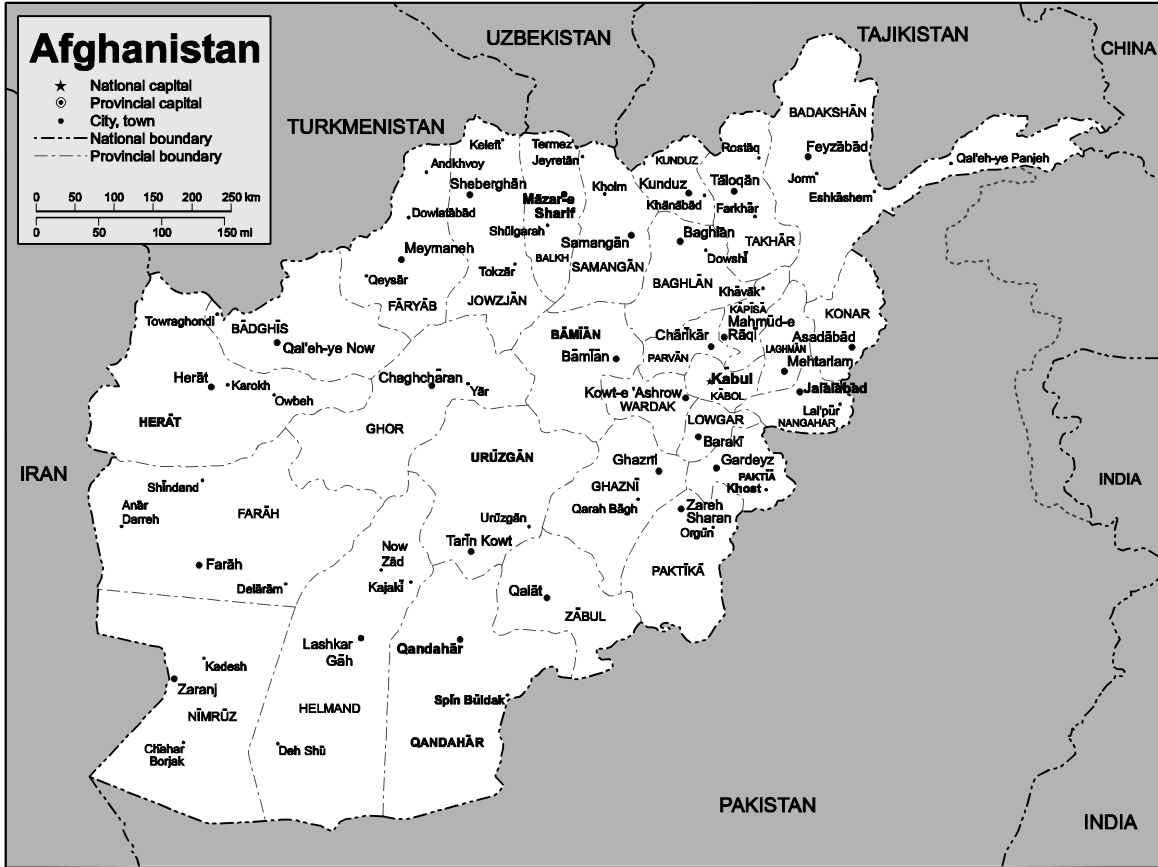 Afghanistan
National capital
Provincial capital
City, town
National boundary
Provincial boundary
0 50 100 150 200 250 km
0 50 100 150 mi
UZBEKISTAN
TAJIKISTAN
CHINA
TURKMENISTAN
BADAKSHĀN
Keleft
Termez
Jeyretān
KUNDUZ
Rostāq
Feyzābād
Qal'eh-ye Panjeh
Andkhvoy
Sheberghān
Māzar-e
Sharif
Kholm
Kunduz
Tāloqān
Jorm
Eshkāshem
Khānābād
Farkhār
Dowlatābād
Shūlgarah
Samangān
Baghlān
TAKHĀR
Meymaneh
BALKH
SAMANGĀN
Dowshī
Qeysār
Tokzār
BAGHLĀN
Khāvāk
FĀRYĀB
JOWZJĀN
KĀPĪSĀ
KONAR
Towraghondi
BĀDGHĪS
BĀMĪĀN
Mahmūd-e
Rāqī
Chārīkār
Asadābād
LAGHMĀN
Qal'eh-ye Now
Bāmīān
PARVĀN
Mehtarlam
Herāt
Karokh
Chaghcharān
Yār
Kabul
KĀBOL
Jalālābād
Owbeh
Kowt-e 'Ashrow
WARDAK
Lal'pūr
NANGAHAR
HERĀT
GHOR
LOWGAR
Barakī
URŪZGĀN
Ghaznī
Gardeyz
IRAN
PAKTĪĀ
Khost
INDIA
Shīndand
GHAZNĪ
Anār
Darreh
FARĀH
Qarah Bāgh
Zareh
Sharan
Orgūn
Urūzgān
Tarīn Kowt
Now
Zād
Farāh
Kajakī
PAKTĪKĀ
Delārām
Qalāt
ZĀBUL
Lashkar
Gāh
Qandahār
Kadesh
Zaranj
Spīn Būldak
NĪMRŪZ
HELMAND
QANDAHĀR
Chahar
Borjak
Deh Shū
PAKISTAN
INDIA